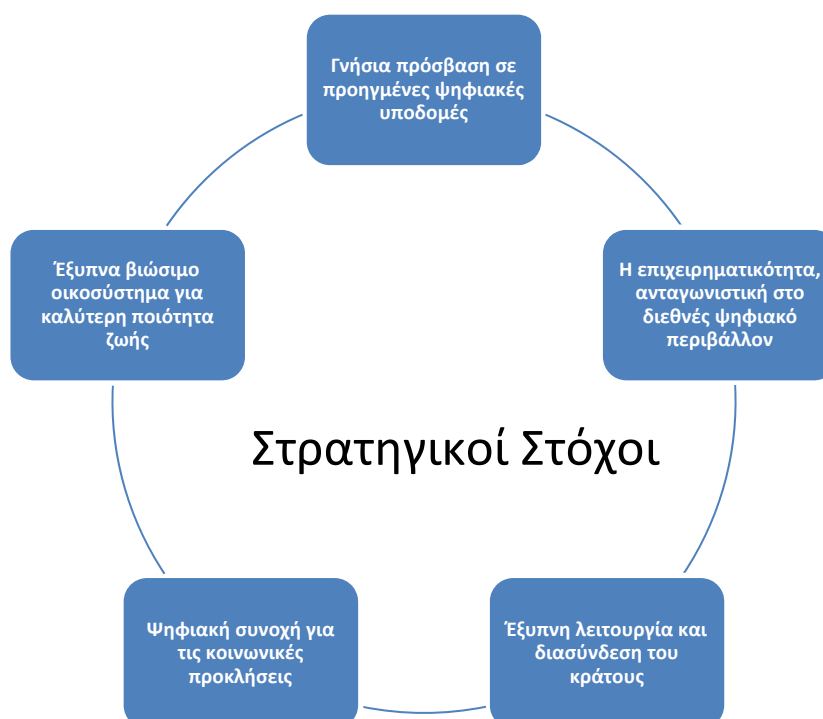 Γνήσια πρόσβαση σε
προηγμένες ψηφιακές
υποδομές
Έξυπνα βιώσιμο
οικοσύστημα για
καλύτερη ποιότητα
ζωής
Η επιχειρηματικότητα,
ανταγωνιστική στο
διεθνές ψηφιακό
περιβάλλον
Στρατηγικοί Στόχοι
Ψηφιακή συνοχή για
τις κοινωνικές
προκλήσεις
Έξυπνη λειτουργία και
διασύνδεση του
κράτους